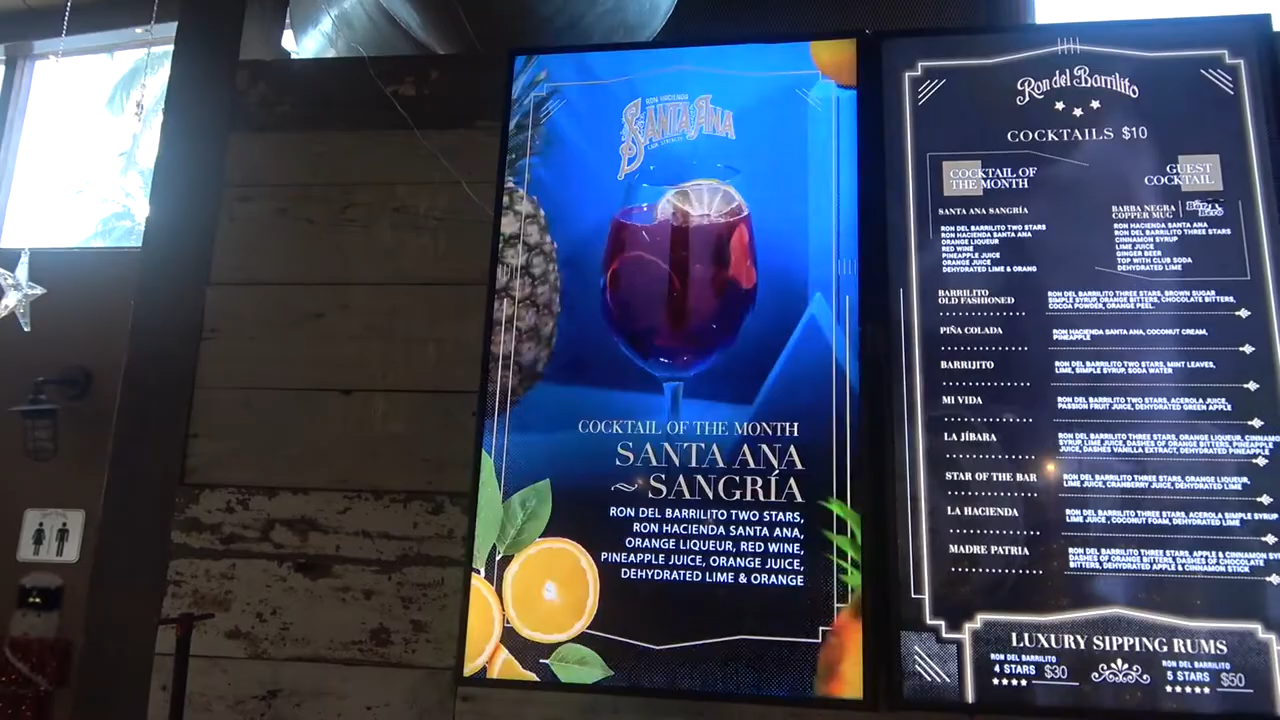 RON HACIENDA
SANTA ANA
COCKTAIL OF THE MONTH
SANTA ANA
~ SANGRÍA
RON DEL BARRILITO TWO STARS,
RON HACIENDA SANTA ANA,
ORANGE LIQUEUR, RED WINE,
PINEAPPLE JUICE, ORANGE JUICE,
DEHYDRATED LIME & ORANGE
Ron del Barrilito
COCKTAILS $10
COCKTAIL OF
THE MONTH
SANTA ANA SANGRÍA
RON DEL BARRILITO TWO STARS
RON HACIENDA SANTA ANA
ORANGE LIQUEUR
RED WINE
PINEAPPLE JUICE
ORANGE JUICE
DEHYDRATED LIME & ORANG
GUEST
COCKTAIL
BARBA NEGRA
COPPER MUG
RON HACIENDA SANTA ANA
RON DEL BARRILITO THREE STARS
CINNAMON SYRUP
LIME JUICE
GINGER BEER
TOP WITH CLUB SODA
DEHYDRATED LIME
BARRILITO
OLD FASHIONED
RON DEL BARRILITO THREE STARS, BROWN SUGAR
SIMPLE SYRUP, ORANGE BITTERS, CHOCOLATE BITTERS,
COCOA POWDER, ORANGE PEEL.
PIÑA COLADA
RON HACIENDA SANTA ANA, COCONUT CREAM,
PINEAPPLE
BARRIJITO
RON DEL BARRILITO TWO STARS, MINT LEAVES,
LIME, SIMPLE SYRUP, SODA WATER
MI VIDA
RON DEL BARRILITO TWO STARS, ACEROLA JUICE,
PASSION FRUIT JUICE, DEHYDRATED GREEN APPLE
LA JÍBARA
RON DEL BARRILITO THREE STARS, ORANGE LIQUEUR, CINNAMO
SYRUP, LIME JUICE, DASHES OF ORANGE BITTERS, PINEAPPLE
JUICE, DASHES VANILLA EXTRACT, DEHYDRATED PINEAPPLE
STAR OF THE BAR
RON DEL BARRILITO THREE STARS, ORANGE LIQUEUR,
LIME JUICE, CRANBERRY JUICE, DEHYDRATED LIME
LA HACIENDA
RON DEL BARRILITO TWO STARS, ACEROLA SIMPLE SYRUP
LIME JUICE , COCONUT FOAM, DEHYDRATED LIME
MADRE PATRIA
RON DEL BARRILITO THREE STARS, APPLE & CINNAMON SY
DASHES OF ORANGE BITTERS, DASHES OF CHOCOLATE
BITTERS, DEHYDRATED APPLE & CINNAMON STICK
LUXURY SIPPING RUMS
RON DEL BARRILITO
4 STARS $30
RON DEL BARRILITO
5 STARS $50